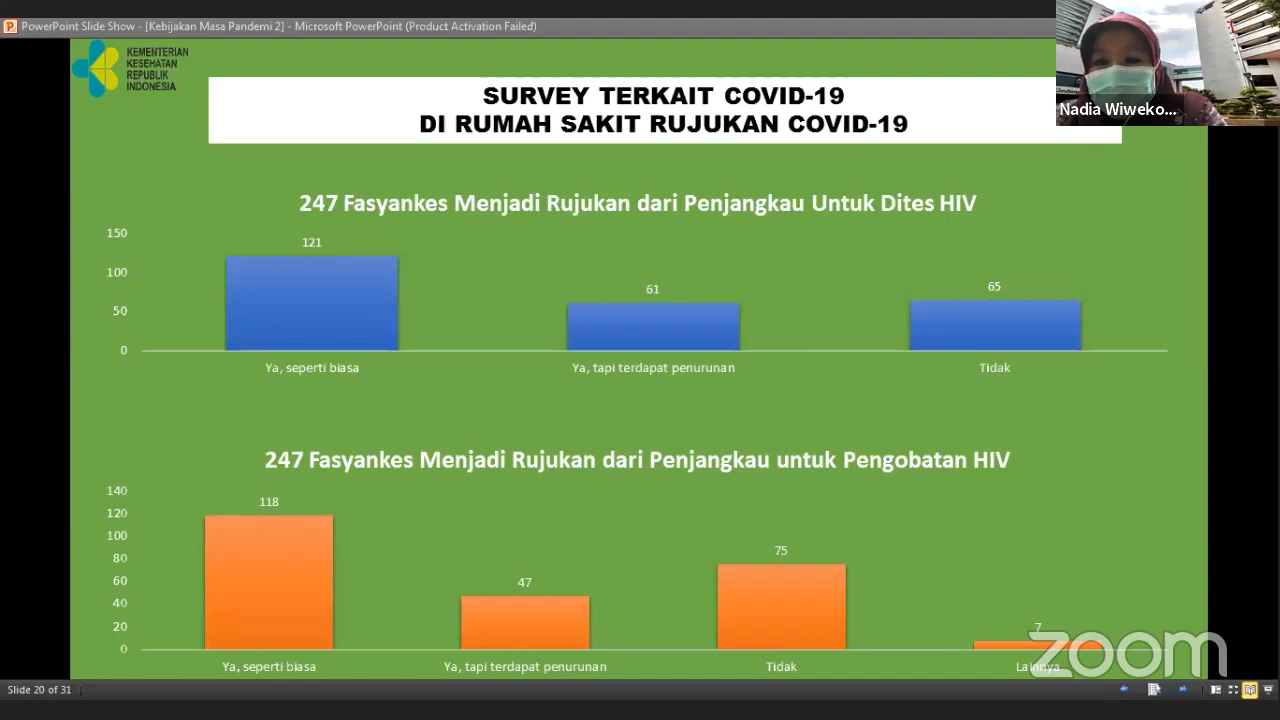 PowerPoint Slide Show - [Kebijakan Masa Pandemi 2] - Microsoft PowerPoint (Product Activation Failed)
KEMENTERIAN
KESEHATAN
REPUBLIK
INDONESIA
SURVEY TERKAIT COVID-19
DI RUMAH SAKIT RUJUKAN COVID-19
Nadia Wiweko...
247 Fasyankes Menjadi Rujukan dari Penjangkau Untuk Dites HIV
150
100
50
0
121
61
65
Ya, seperti biasa
Ya, tapi terdapat penurunan
Tidak
247 Fasyankes Menjadi Rujukan dari Penjangkau untuk Pengobatan HIV
140
120
100
80
60
40
20
0
118
47
75
7
Ya, seperti biasa
Ya, tapi terdapat penurunan
Tidak
Lainnya
zoom
Slide 20 of 31